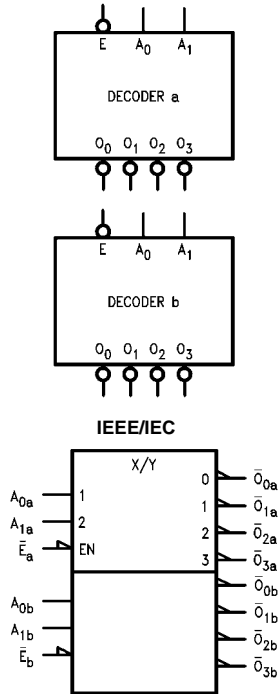 E A₀ A₁
DECODER a
O₀ O₁ O₂ O₃
E A₀ A₁
DECODER b
O₀ O₁ O₂ O₃
IEEE/IEC
X/Y
0 Ō₀ₐ
A₀ₐ 1
1 Ō₁ₐ
A₁ₐ 2
2 Ō₂ₐ
Ēₐ EN
3 Ō₃ₐ
Ō₀b
A₀b
Ō₁b
A₁b
Ō₂b
Ēb
Ō₃b